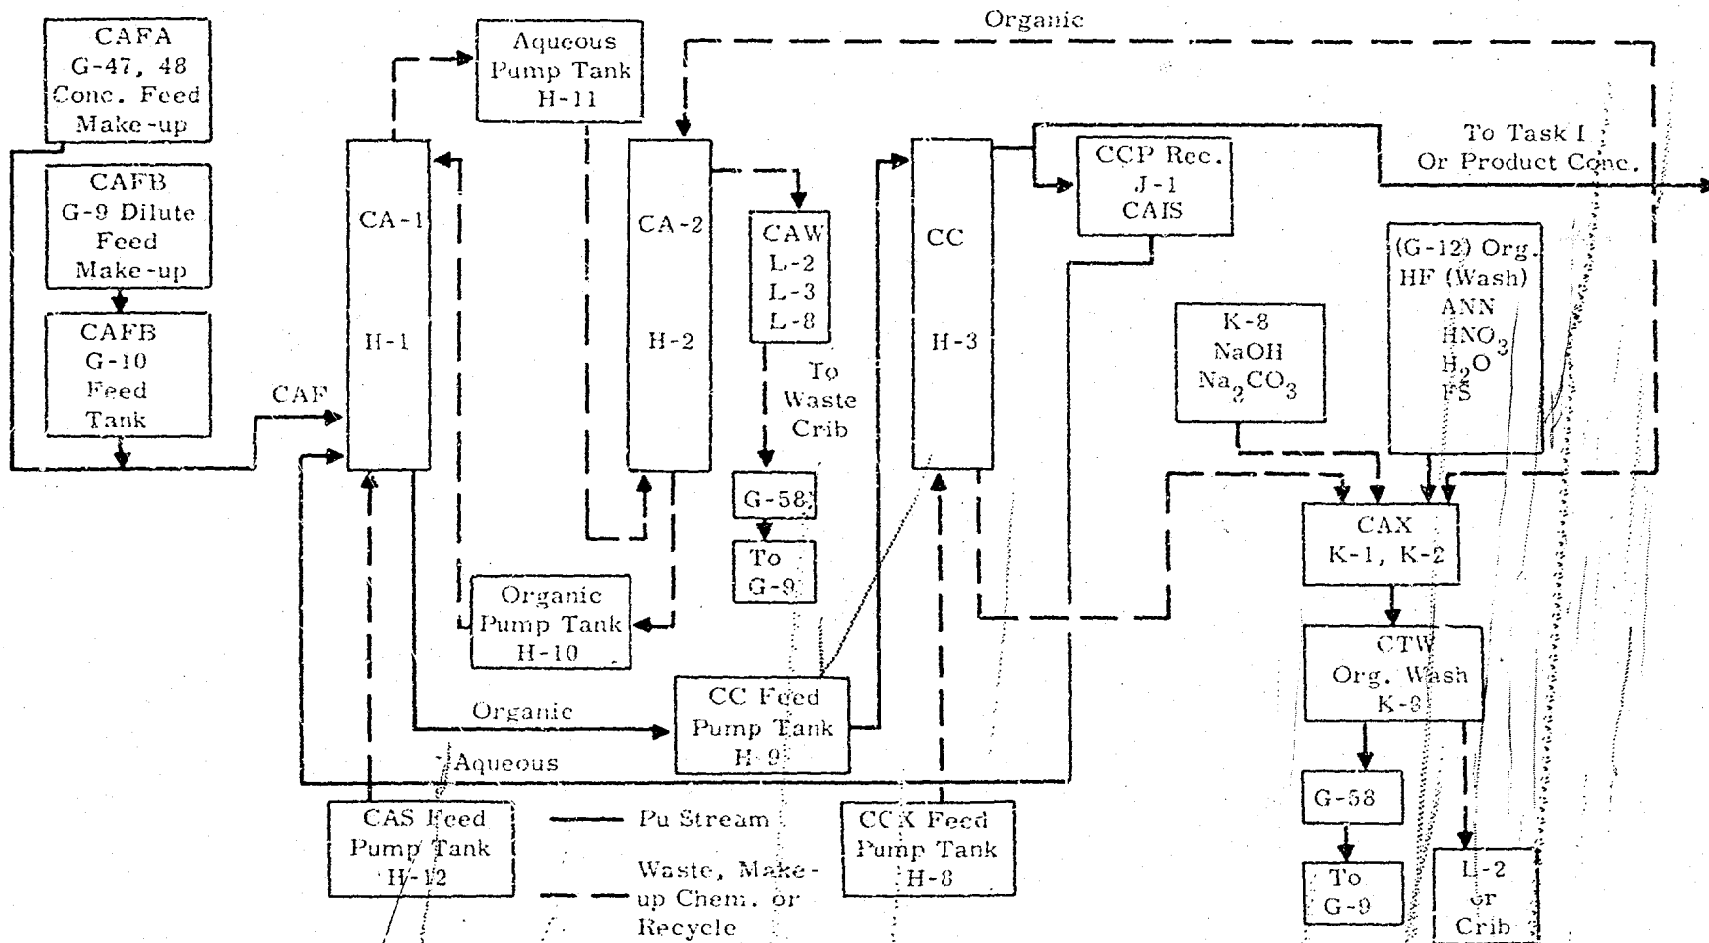 Organic
CAFA
G-47, 48
Conc. Feed
Make-up
CAFB
G-9 Dilute
Feed
Make-up
CAFB
G-10
Feed
Tank
CAF
Aqueous
Pump Tank
H-11
CA-1
H-1
CA-2
H-2
CAW
L-2
L-3
L-8
To
Waste
Crib
G-58
To
G-9
CC
H-3
CCP Rec.
J-1
CAIS
To Task I
Or Product Conc.
K-8
NaOH
Na2CO3
(G-12) Org.
HF (Wash)
ANN
HNO3
H2O
FS
CAX
K-1, K-2
CTW
Org. Wash
G-58
To
G-9
L-2
or
Crib
Organic
Pump Tank
H-10
Organic
CC Feed
Pump Tank
H-9
Aqueous
CAS Feed
Pump Tank
H-12
Pu Stream
Waste, Make-
up Chem. or
Recycle
CCX Feed
Pump Tank
H-8